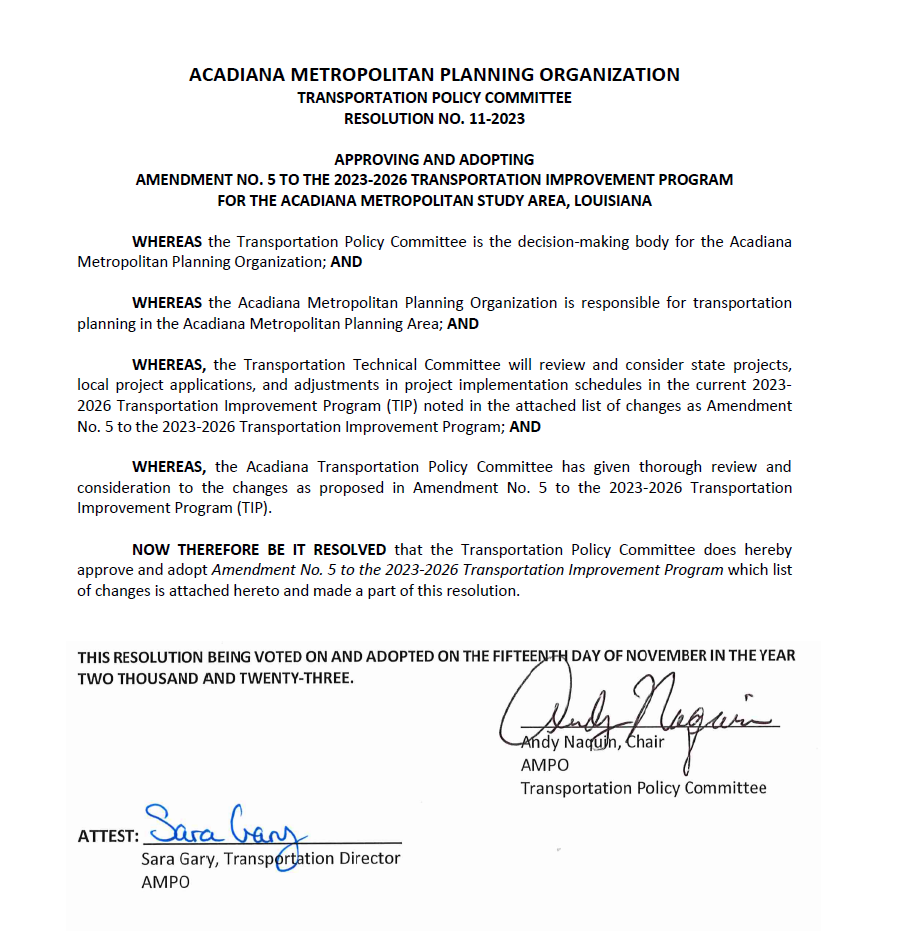 ACADIANA METROPOLITAN PLANNING ORGANIZATION
TRANSPORTATION POLICY COMMITTEE
RESOLUTION NO. 11-2023
APPROVING AND ADOPTING
AMENDMENT NO. 5 TO THE 2023-2026 TRANSPORTATION IMPROVEMENT PROGRAM
FOR THE ACADIANA METROPOLITAN STUDY AREA, LOUISIANA
WHEREAS the Transportation Policy Committee is the decision-making body for the Acadiana
Metropolitan Planning Organization; AND
WHEREAS the Acadiana Metropolitan Planning Organization is responsible for transportation
planning in the Acadiana Metropolitan Planning Area; AND
WHEREAS, the Transportation Technical Committee will review and consider state projects,
local project applications, and adjustments in project implementation schedules in the current 2023-
2026 Transportation Improvement Program (TIP) noted in the attached list of changes as Amendment
No. 5 to the 2023-2026 Transportation Improvement Program; AND
WHEREAS, the Acadiana Transportation Policy Committee has given thorough review and
consideration to the changes as proposed in Amendment No. 5 to the 2023-2026 Transportation
Improvement Program (TIP).
NOW THEREFORE BE IT RESOLVED that the Transportation Policy Committee does hereby
approve and adopt Amendment No. 5 to the 2023-2026 Transportation Improvement Program which list
of changes is attached hereto and made a part of this resolution.
THIS RESOLUTION BEING VOTED ON AND ADOPTED ON THE FIFTEENTH DAY OF NOVEMBER IN THE YEAR
TWO THOUSAND AND TWENTY-THREE.
Andy Naquin
Andy Naquin, Chair
AMPO
Transportation Policy Committee
ATTEST: Sara Gary
Sara Gary, Transportation Director
AMPO